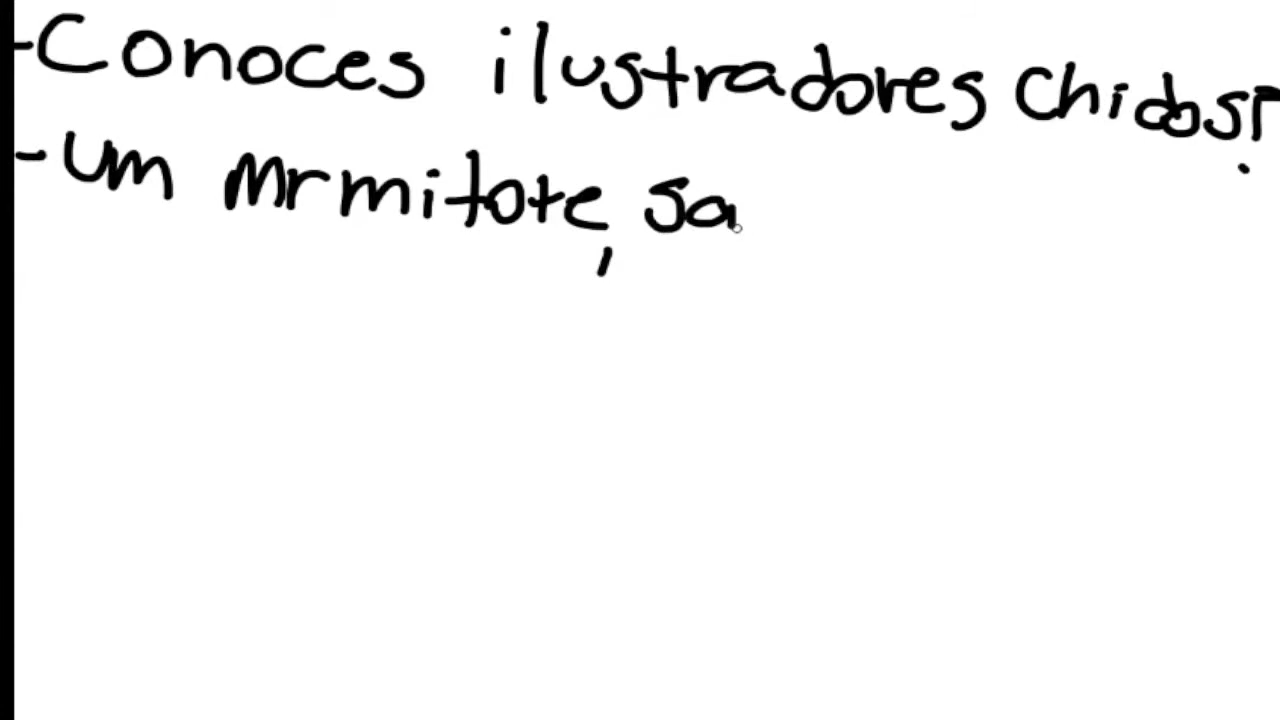 -Conoces ilustradores chidos?
-um mrmitote, sa